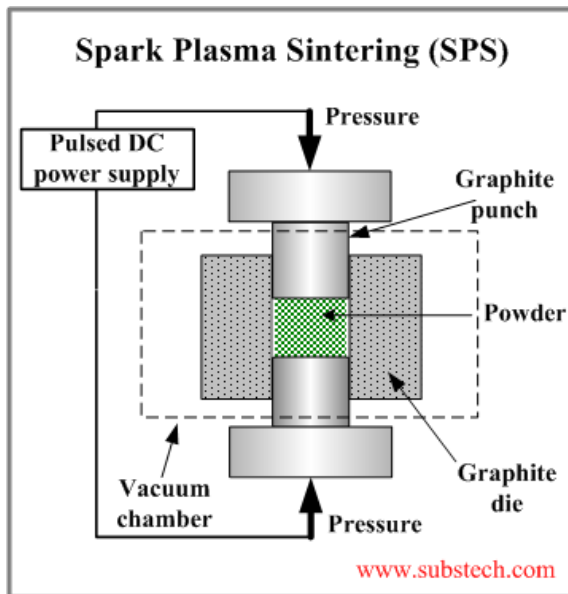 Spark Plasma Sintering (SPS)
Pressure
Pulsed DC
power supply
Graphite
punch
Powder
Vacuum
chamber
Graphite
die
Pressure
www.substech.com